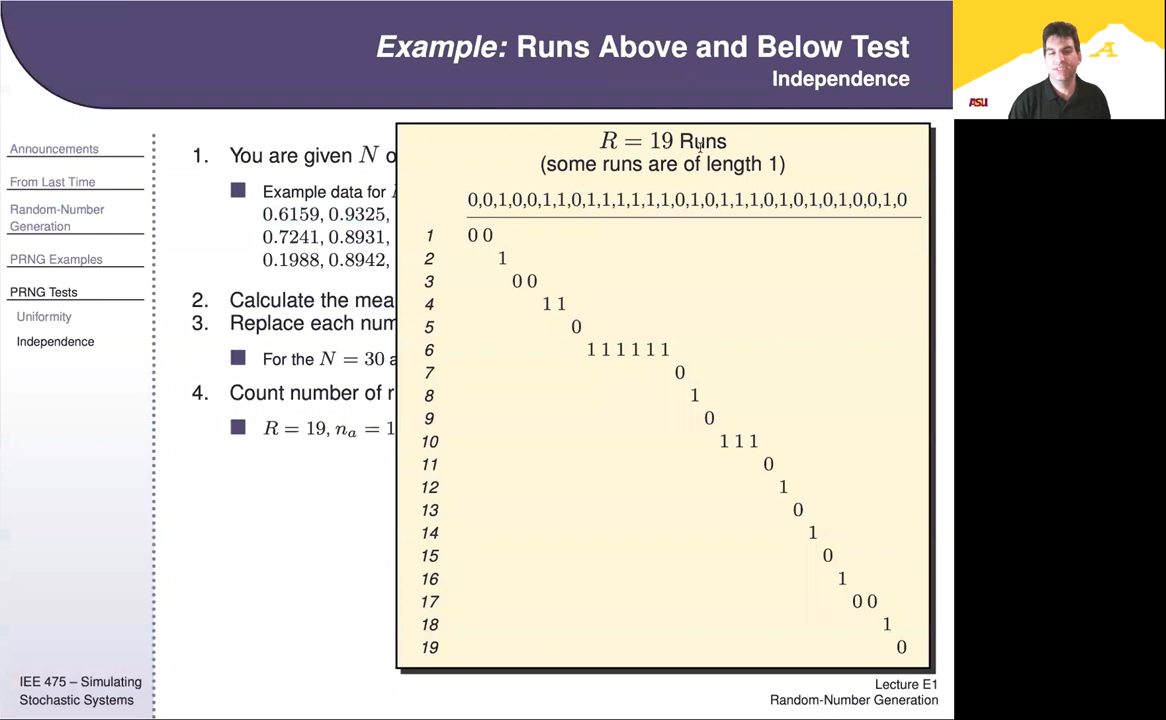 Example: Runs Above and Below Test
Independence
A
ASU
Announcements
From Last Time
Random-Number
Generation
PRNG Examples
PRNG Tests
Uniformity
Independence
1. You are given N
Example data for
0.6159, 0.9325,
0.7241, 0.8931,
0.1988, 0.8942,
2. Calculate the mea
3. Replace each num
For the N = 30 a
4. Count number of r
R = 19, nₐ = 1
R = 19 Runs
(some runs are of length 1)
0,0,1,0,0,1,1,0,1,1,1,1,1,1,0,1,0,1,1,1,0,1,0,1,0,1,0,0,1,0
1 0 0
2 1
3 0 0
4 1 1
5 0
6 1 1 1 1 1 1
7 0
8 1
9 0
10 1 1 1
11 0
12 1
13 0
14 1
15 0
16 1
17 0 0
18 1
19 0
IEE 475 – Simulating
Stochastic Systems
Lecture E1
Random-Number Generation